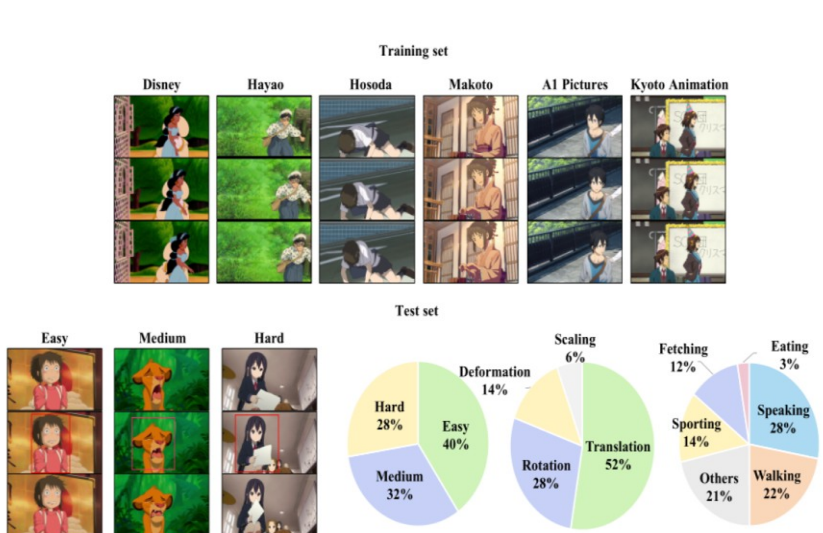 Training set
Disney Hayao Hosoda Makoto A1 Pictures Kyoto Animation
Test set
Easy Medium Hard
Hard
28%
Easy
40%
Medium
32%
Scaling
6%
Deformation
14%
Translation
52%
Rotation
28%
Fetching
12%
Eating
3%
Speaking
28%
Sporting
14%
Others
21%
Walking
22%